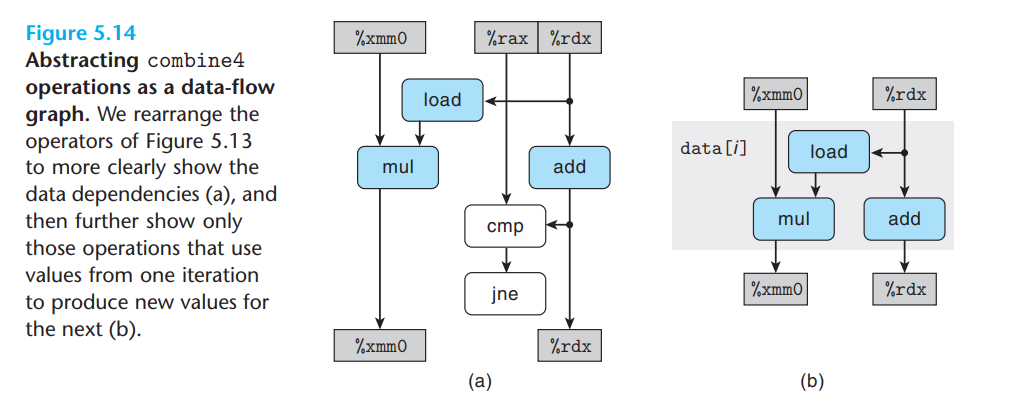 Figure 5.14
Abstracting combine4
operations as a data-flow
graph. We rearrange the
operators of Figure 5.13
to more clearly show the
data dependencies (a), and
then further show only
those operations that use
values from one iteration
to produce new values for
the next (b).
%xmm0 %rax %rdx
load
mul add
cmp
jne
%xmm0 %rdx
(a)
%xmm0 %rdx
data[i] load
mul add
%xmm0 %rdx
(b)